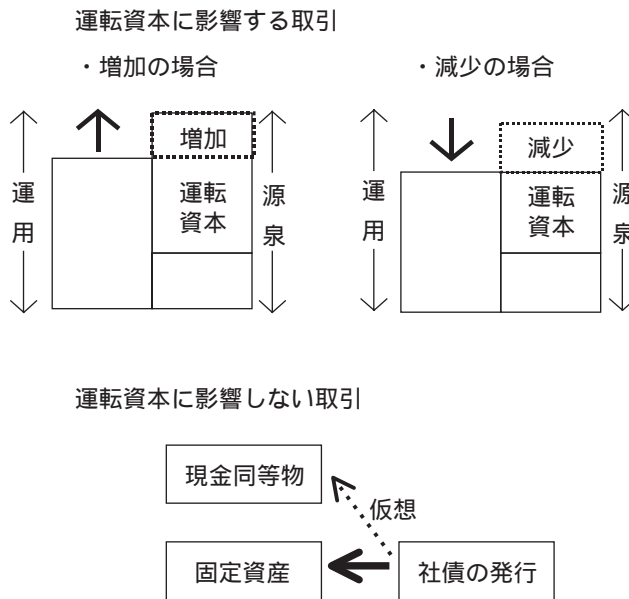 運転資本に影響する取引
・増加の場合
・減少の場合
増加
運転
資本
運用
源泉
減少
運転
資本
運用
源泉
運転資本に影響しない取引
現金同等物
仮想
固定資産
社債の発行